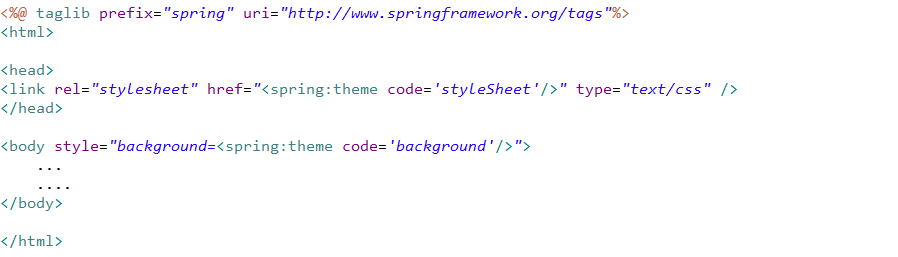 <%@ taglib prefix="spring" uri="http://www.springframework.org/tags"%>
<html>
<head>
<link rel="stylesheet" href="<spring:theme code='styleSheet'/>" type="text/css" />
</head>
<body style="background=<spring:theme code='background'/>">
...
....
</body>
</html>